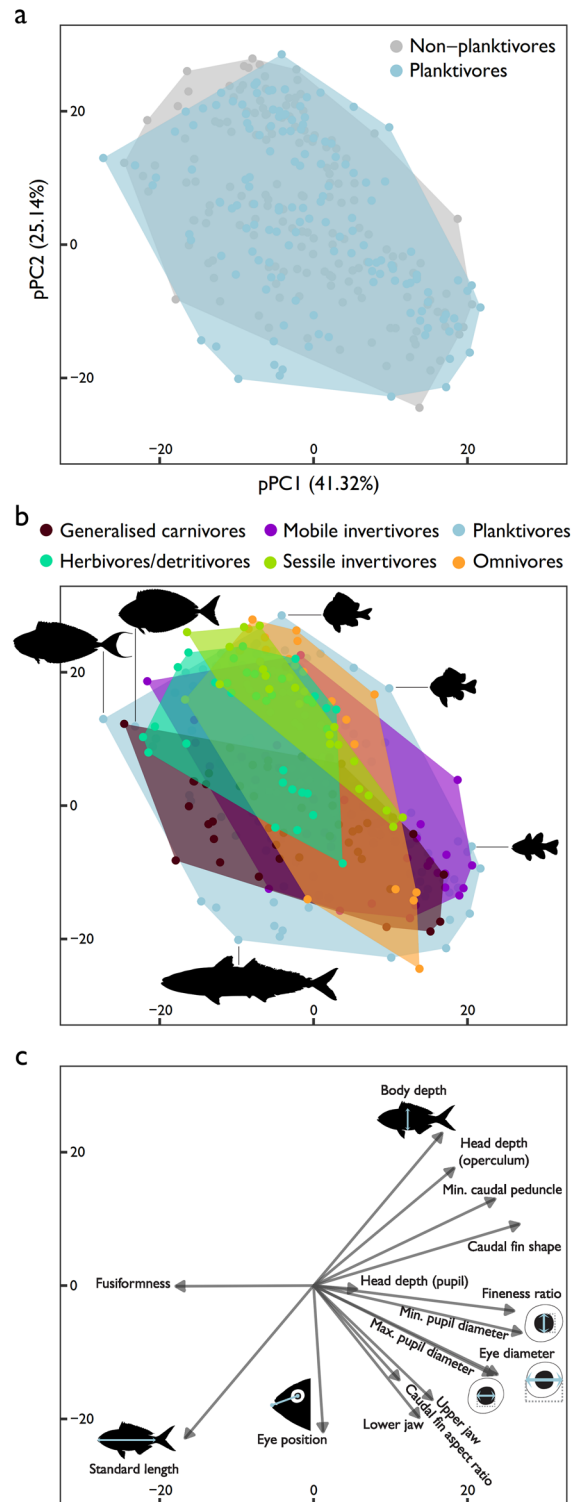 a
Non–planktivores
Planktivores
20
0
−20
pPC2 (25.14%)
−20
0
20
pPC1 (41.32%)
b
Generalised carnivores
Mobile invertivores
Planktivores
Herbivores/detritivores
Sessile invertivores
Omnivores
20
0
−20
−20
0
20
c
Body depth
Head depth
(operculum)
Min. caudal peduncle
Caudal fin shape
20
0
−20
Fusiformness
Head depth (pupil)
Fineness ratio
Min. pupil diameter
Max. pupil diameter
Eye diameter
Upper jaw
Caudal fin aspect ratio
Lower jaw
Eye position
Standard length
−20
0
20